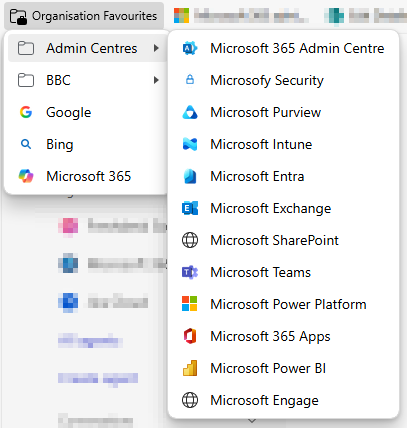 Organisation Favourites
Admin Centres
BBC
Google
Bing
Microsoft 365
Microsoft 365 Admin Centre
Microsofy Security
Microsoft Purview
Microsoft Intune
Microsoft Entra
Microsoft Exchange
Microsoft SharePoint
Microsoft Teams
Microsoft Power Platform
Microsoft 365 Apps
Microsoft Power BI
Microsoft Engage